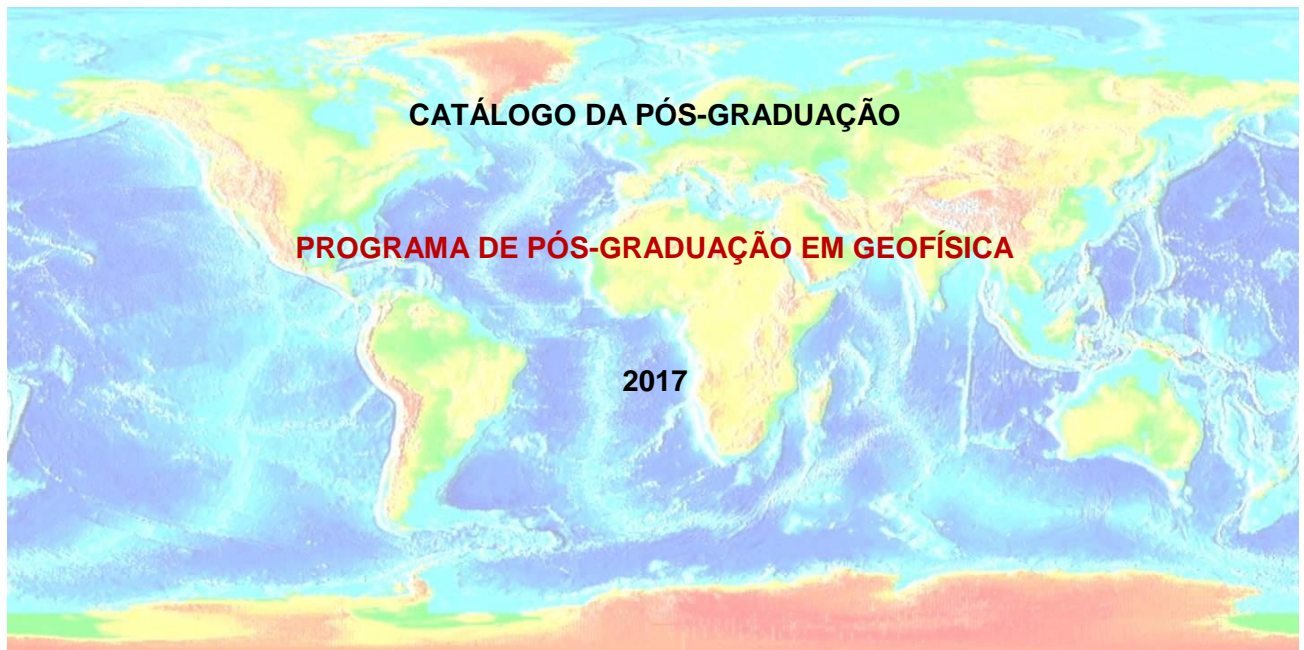 CATÁLOGO DA PÓS-GRADUAÇÃO
PROGRAMA DE PÓS-GRADUAÇÃO EM GEOFÍSICA
2017